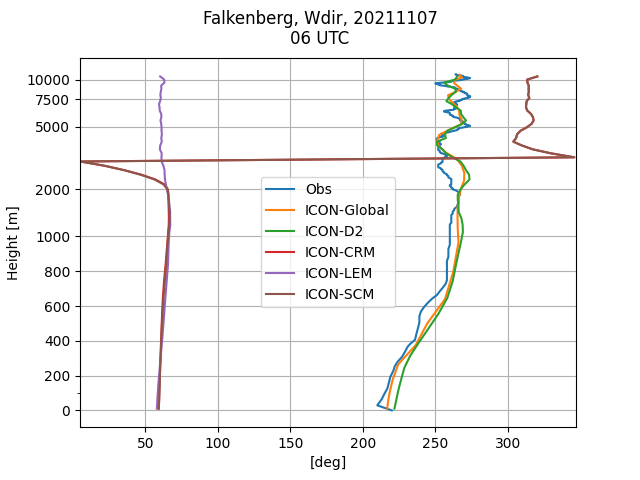 Falkenberg, Wdir, 20211107
06 UTC
Height [m]
10000
7500
5000
2000
1000
800
600
400
200
0
Obs
ICON-Global
ICON-D2
ICON-CRM
ICON-LEM
ICON-SCM
50 100 150 200 250 300
[deg]